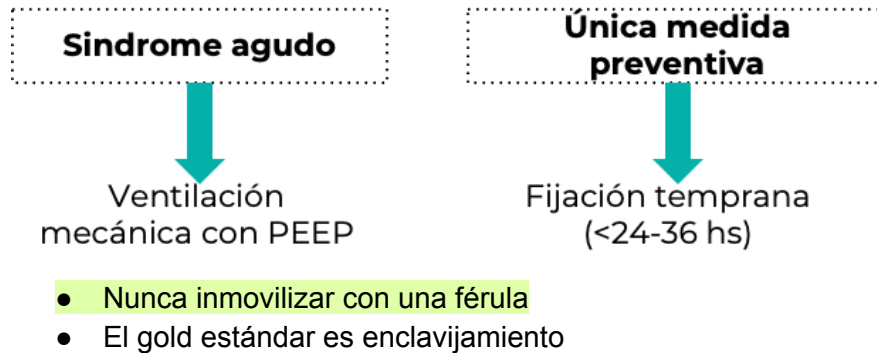 Sindrome agudo
Única medida
preventiva
Ventilación
mecánica con PEEP
Fijación temprana
(<24-36 hs)
● Nunca inmovilizar con una férula
● El gold estándar es enclavijamiento